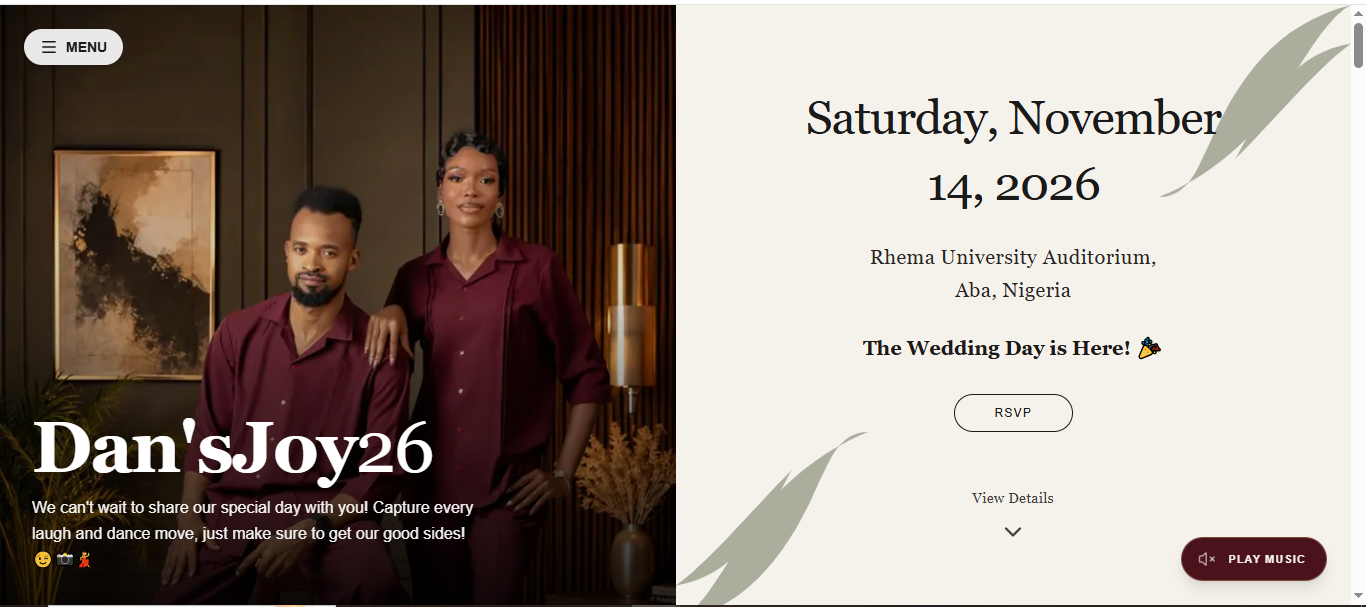 MENU
Dan'sJoy26
We can't wait to share our special day with you! Capture every
laugh and dance move, just make sure to get our good sides!
😉 📸 💃
Saturday, November
14, 2026
Rhema University Auditorium,
Aba, Nigeria
The Wedding Day is Here! 🎉
RSVP
View Details
PLAY MUSIC